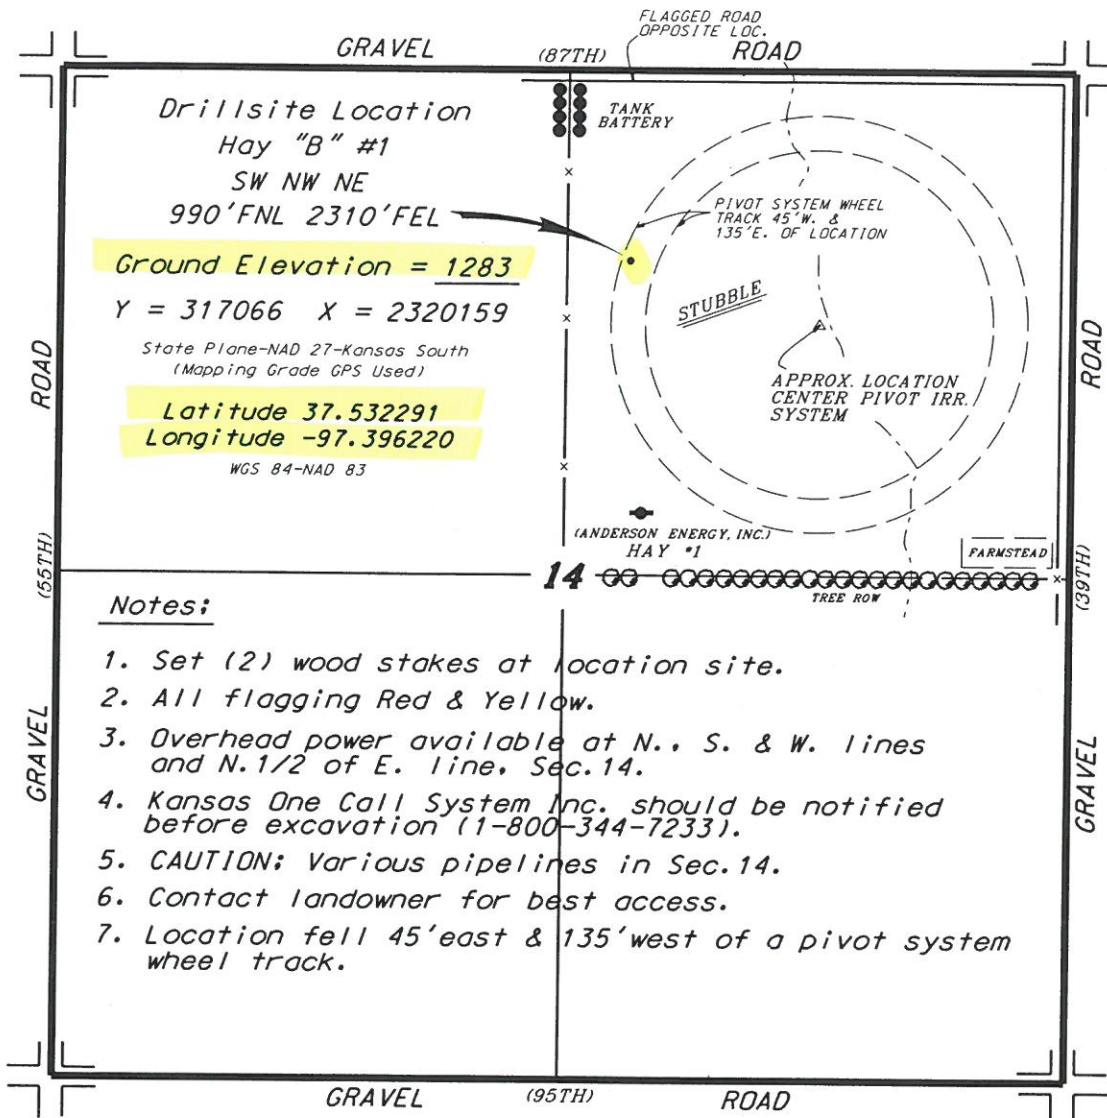 FLAGGED ROAD
OPPOSITE LOC.
GRAVEL (87TH) ROAD
Drillsite Location
Hay "B" #1
SW NW NE
990'FNL 2310'FEL
Ground Elevation = 1283
Y = 317066 X = 2320159
State Plane-NAD 27-Kansas South
(Mapping Grade GPS Used)
Latitude 37.532291
Longitude -97.396220
WGS 84-NAD 83
TANK
BATTERY
PIVOT SYSTEM WHEEL
TRACK 45'W. &
135'E. OF LOCATION
STUBBLE
APPROX. LOCATION
CENTER PIVOT IRR.
SYSTEM
ROAD
(55TH)
GRAVEL
ROAD
(39TH)
GRAVEL
(ANDERSON ENERGY, INC.)
HAY #1
FARMSTEAD
14
TREE ROW
Notes:
1. Set (2) wood stakes at location site.
2. All flagging Red & Yellow.
3. Overhead power available at N., S. & W. lines
and N.1/2 of E. line, Sec.14.
4. Kansas One Call System Inc. should be notified
before excavation (1-800-344-7233).
5. CAUTION: Various pipelines in Sec.14.
6. Contact landowner for best access.
7. Location fell 45'east & 135'west of a pivot system
wheel track.
GRAVEL (95TH) ROAD